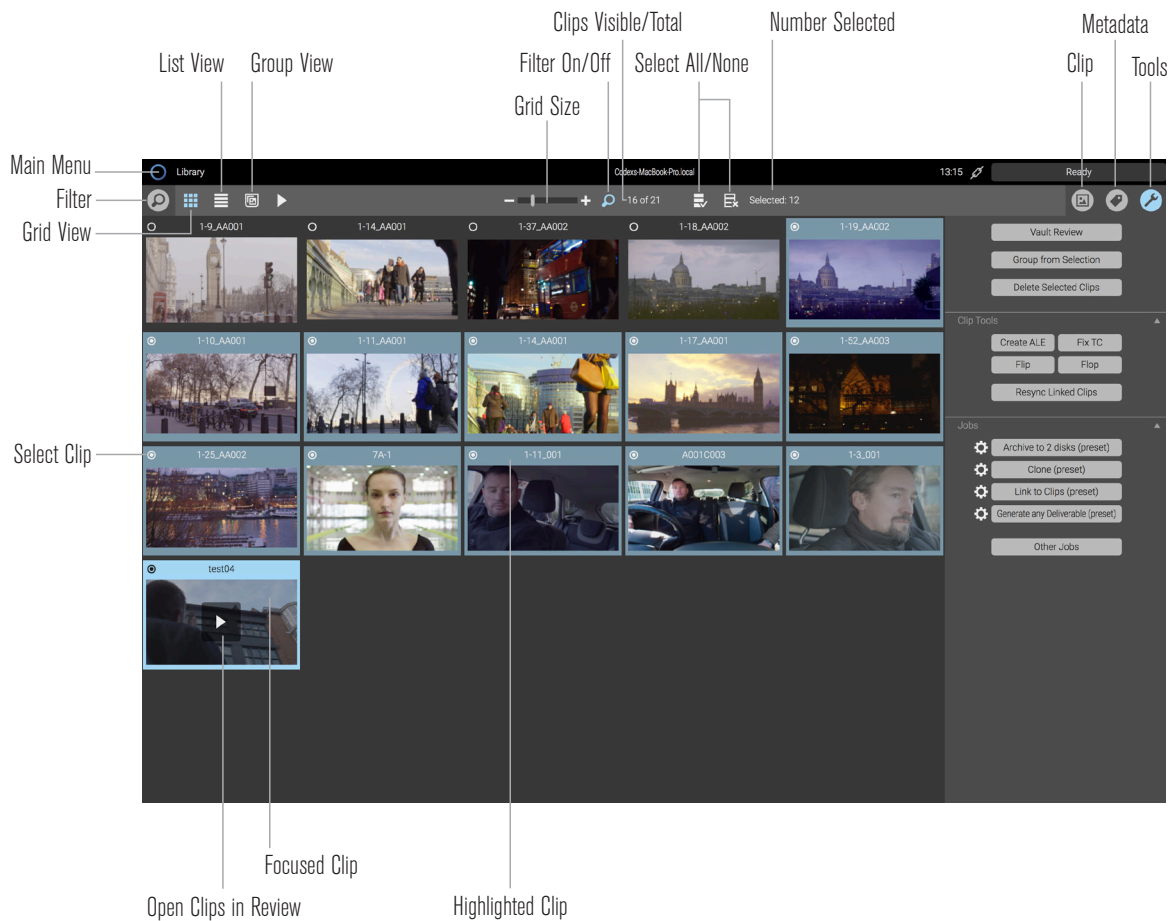 Clips Visible/Total
Number Selected
Metadata
List View
Group View
Filter On/Off
Select All/None
Clip
Tools
Grid Size
Main Menu
Library
Codexs-MacBook-Pro.local
13:15
Ready
Filter
16 of 21
Selected: 12
Grid View
1-9_AA001
1-14_AA001
1-37_AA002
1-18_AA002
1-19_AA002
Vault Review
Group from Selection
Delete Selected Clips
Clip Tools
1-10_AA001
1-11_AA001
1-14_AA001
1-17_AA001
1-52_AA003
Create ALE
Fix TC
Flip
Flop
Resync Linked Clips
Jobs
Select Clip
1-25_AA002
7A-1
1-11_001
A001C003
1-3_001
Archive to 2 disks (preset)
Clone (preset)
Link to Clips (preset)
Generate any Deliverable (preset)
Other Jobs
test04
Focused Clip
Open Clips in Review
Highlighted Clip